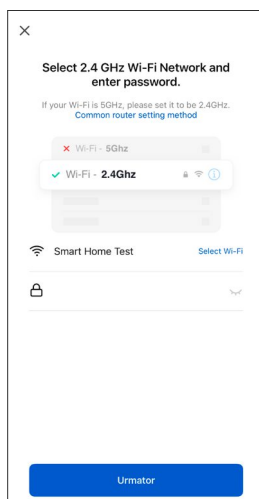 Select 2.4 GHz Wi-Fi Network and
enter password.
If your Wi-Fi is 5GHz, please set it to be 2.4GHz.
Common router setting method
Wi-Fi - 5Ghz
Wi-Fi - 2.4Ghz
Smart Home Test Select Wi-Fi
Urmator